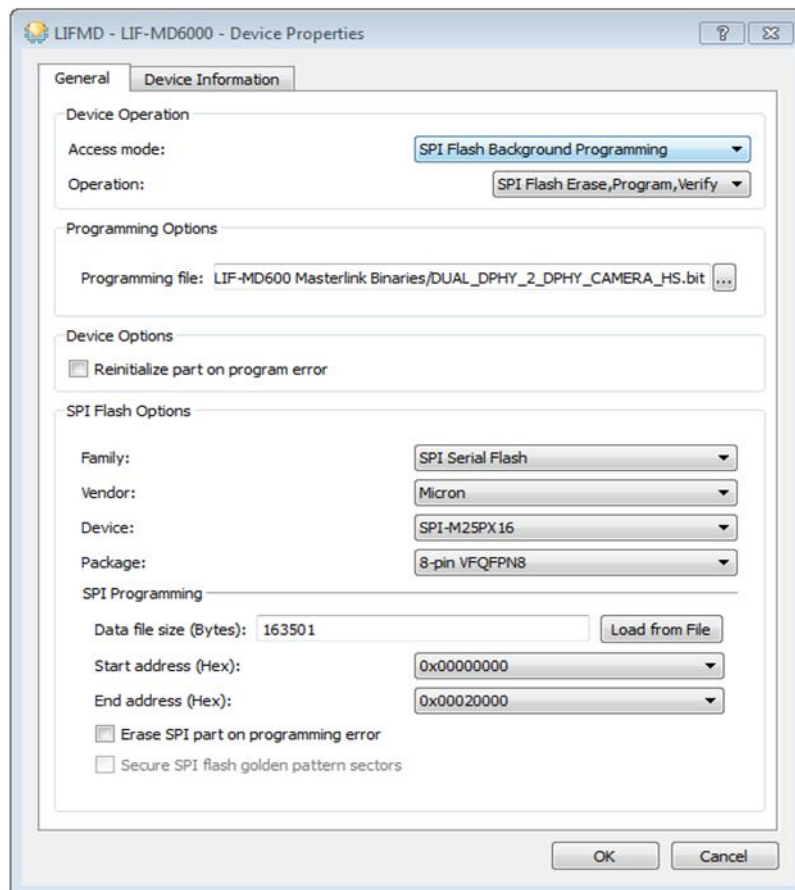 LIFMD - LIF-MD6000 - Device Properties
General Device Information
Device Operation
Access mode: SPI Flash Background Programming
Operation: SPI Flash Erase,Program,Verify
Programming Options
Programming file: LIF-MD600 Masterlink Binaries/DUAL_DPHY_2_DPHY_CAMERA_HS.bit ...
Device Options
Reinitialize part on program error
SPI Flash Options
Family: SPI Serial Flash
Vendor: Micron
Device: SPI-M25PX16
Package: 8-pin VFQFPN8
SPI Programming
Data file size (Bytes): 163501 Load from File
Start address (Hex): 0x00000000
End address (Hex): 0x00020000
Erase SPI part on programming error
Secure SPI flash golden pattern sectors
OK Cancel